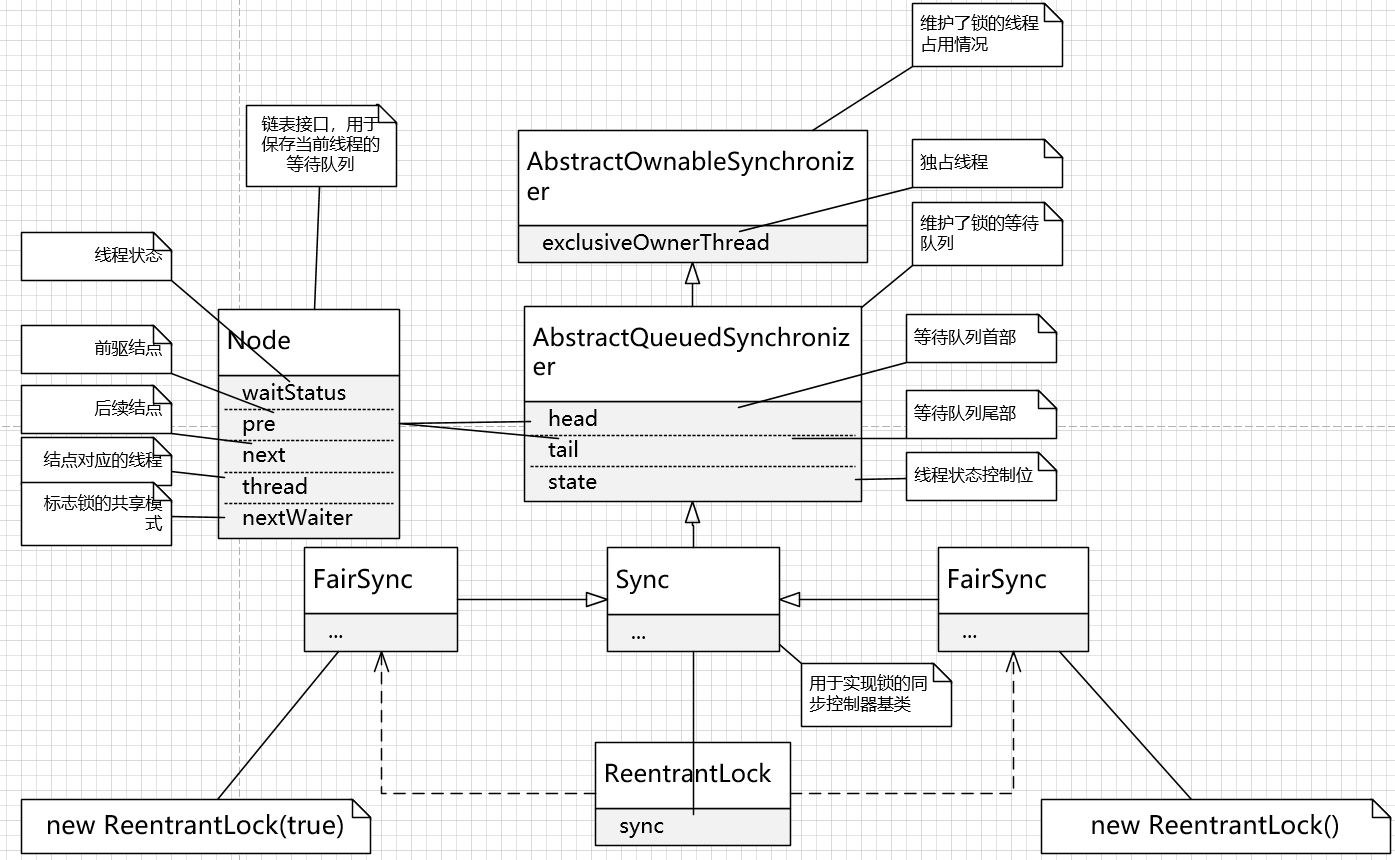 维护了锁的线程
占用情况
链表接口，用于
保存当前线程的
等待队列
AbstractOwnableSynchroniz
er
exclusiveOwnerThread
独占线程
维护了锁的等待
队列
线程状态
前驱结点
后续结点
结点对应的线程
标志锁的共享模
式
Node
waitStatus
pre
next
thread
nextWaiter
AbstractQueuedSynchroniz
er
head
tail
state
等待队列首部
等待队列尾部
线程状态控制位
FairSync
...
Sync
...
FairSync
...
用于实现锁的同
步控制器基类
ReentrantLock
sync
new ReentrantLock(true)
new ReentrantLock()